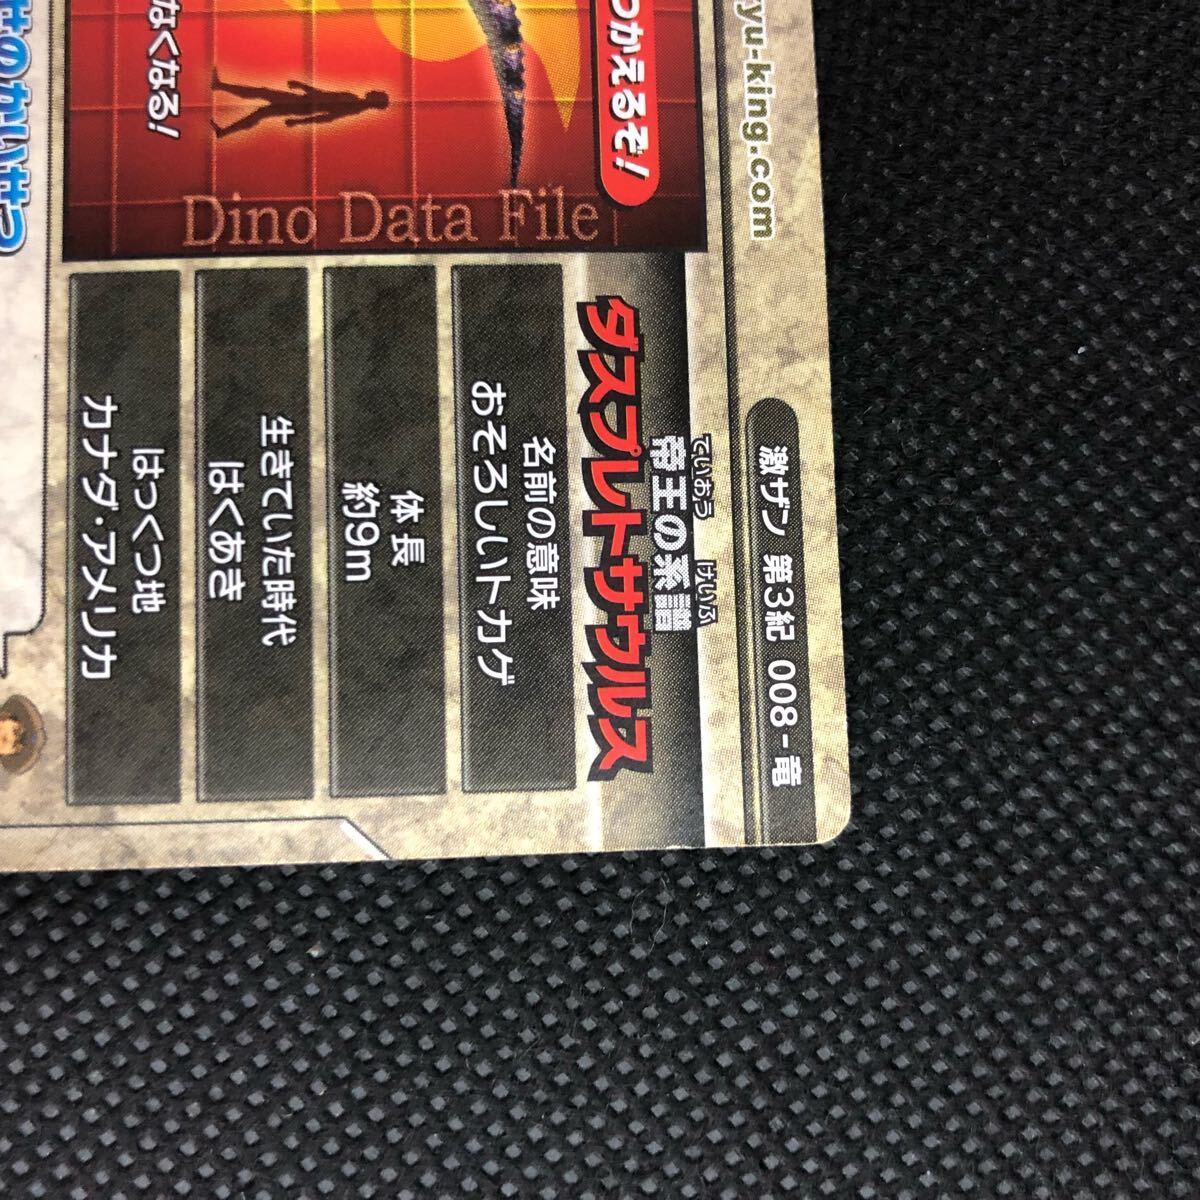 yu-king.com
激ザン 第3紀 008-竜
つかえるぞ!
なくなる!
Dino Data File
ていおう けいふ
帝王の系譜
ダスプレトサウルス
名前の意味
おそろしいトカゲ
体長
約9m
生きていた時代
はくあき
はっくつ地
カナダ・アメリカ